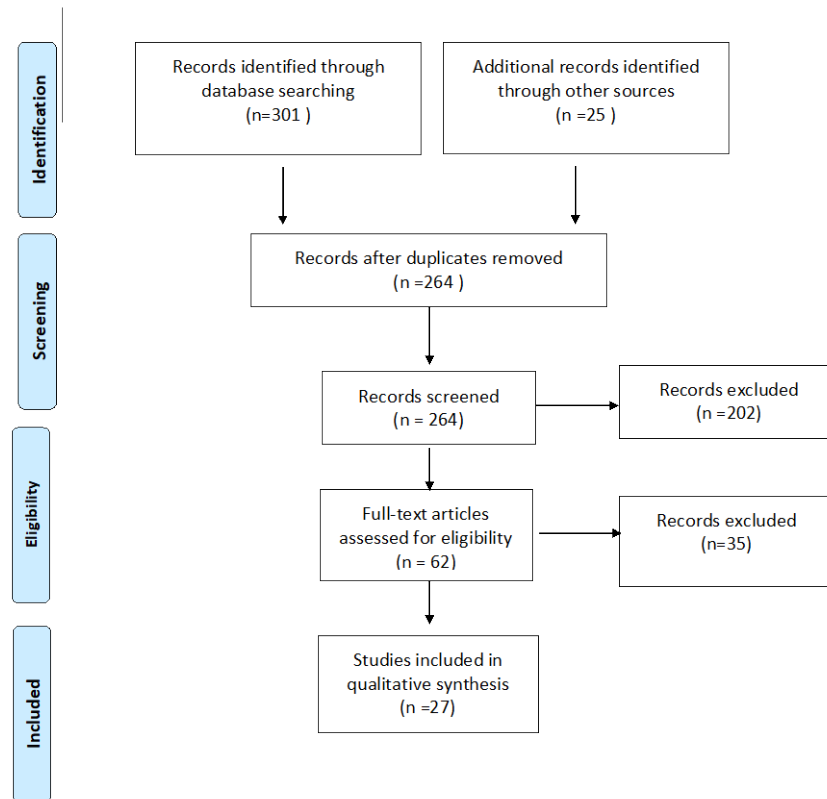 Identification
Records identified through
database searching
(n=301 )
Additional records identified
through other sources
(n =25 )
Screening
Records after duplicates removed
(n =264 )
Records screened
(n = 264)
Records excluded
(n =202)
Eligibility
Full-text articles
assessed for eligibility
(n = 62)
Records excluded
(n=35)
Included
Studies included in
qualitative synthesis
(n =27)